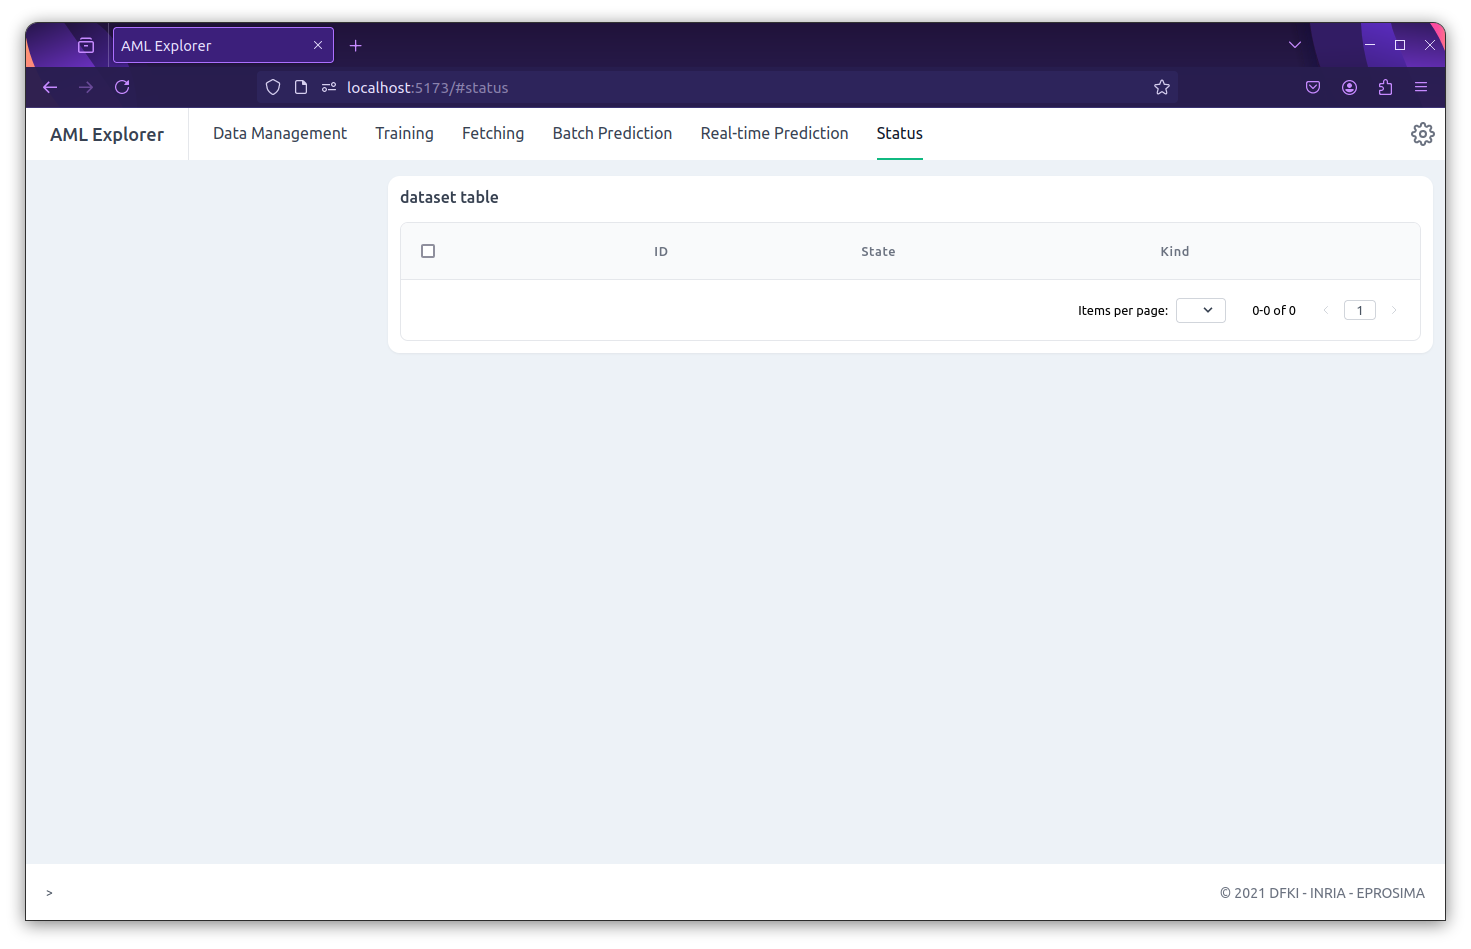 AML Explorer
localhost:5173/#status
AML Explorer Data Management Training Fetching Batch Prediction Real-time Prediction Status
dataset table
ID State Kind
Items per page: 0-0 of 0 < 1 >
> © 2021 DFKI - INRIA - EPROSIMA